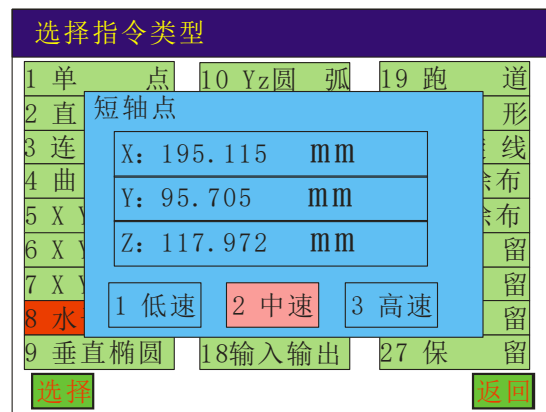 选择指令类型
1 单 点 10 Yz圆 弧 19 跑 道
2 直 形
3 连 线
4 曲 涂布
5 X Y 涂布
6 X Y 留
7 X Y 留
8 水 留
9 垂直椭圆 18输入输出 27 保 留
短轴点
X: 195.115 mm
Y: 95.705 mm
Z: 117.972 mm
1 低速 2 中速 3 高速
选择 返回